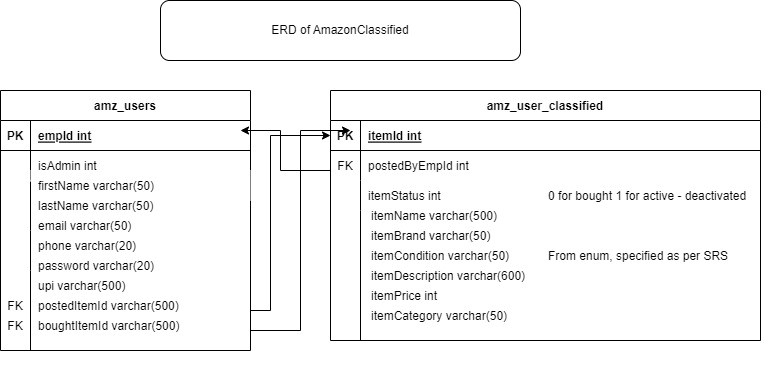 ERD of AmazonClassified
amz_users
PK empId int
isAdmin int
firstName varchar(50)
lastName varchar(50)
email varchar(50)
phone varchar(20)
password varchar(20)
upi varchar(500)
FK postedItemId varchar(500)
FK boughtItemId varchar(500)
amz_user_classified
PK itemId int
FK postedByEmpId int
itemStatus int 0 for bought 1 for active - deactivated
itemName varchar(500)
itemBrand varchar(50)
itemCondition varchar(50) From enum, specified as per SRS
itemDescription varchar(600)
itemPrice int
itemCategory varchar(50)